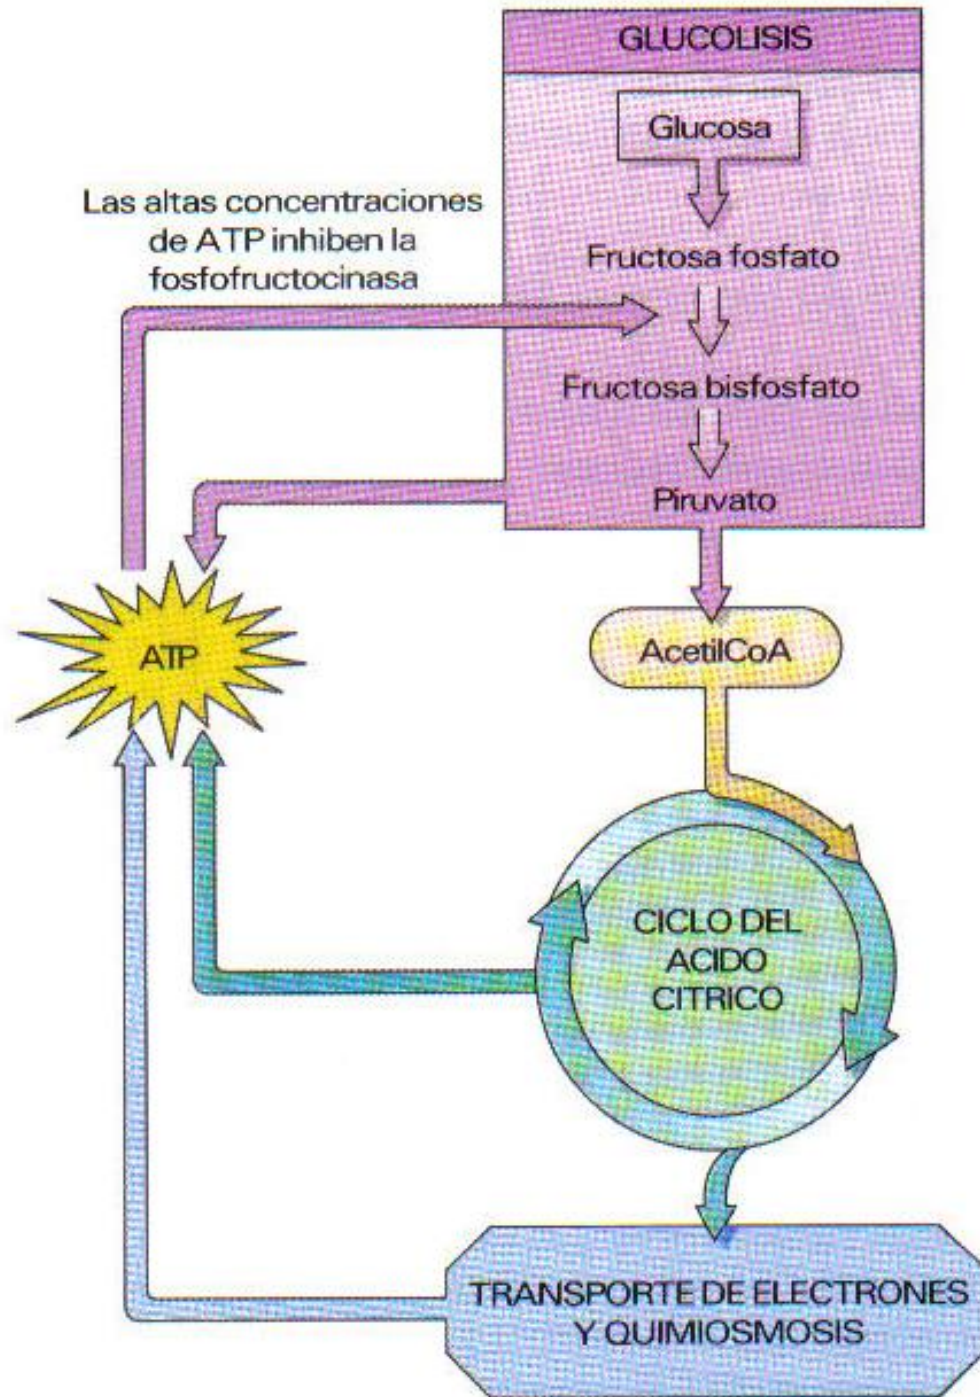 GLUCOLISIS
Glucosa
Las altas concentraciones
de ATP inhiben la
fosfofructocinasa
Fructosa fosfato
Fructosa bisfosfato
Piruvato
ATP
AcetilCoA
CICLO DEL
ACIDO
CITRICO
TRANSPORTE DE ELECTRONES
Y QUIMIOSMOSIS